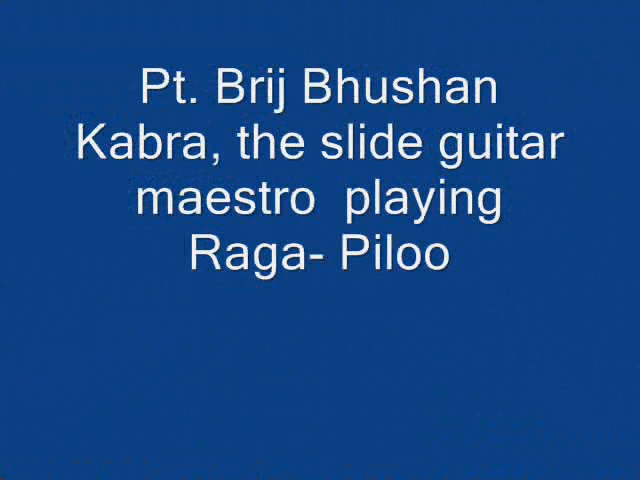 Pt. Brij Bhushan
Kabra, the slide guitar
maestro  playing
Raga- Piloo